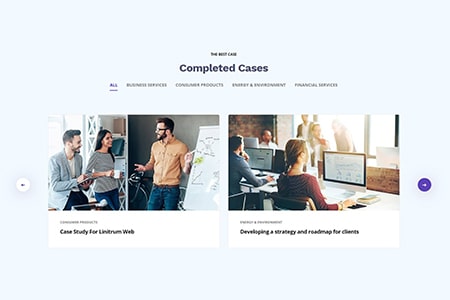 THE BEST CASE
Completed Cases
ALL BUSINESS SERVICES CONSUMER PRODUCTS ENERGY & ENVIRONMENT FINANCIAL SERVICES
CONSUMER PRODUCTS
Case Study For Linitrum Web
ENERGY & ENVIRONMENT
Developing a strategy and roadmap for clients